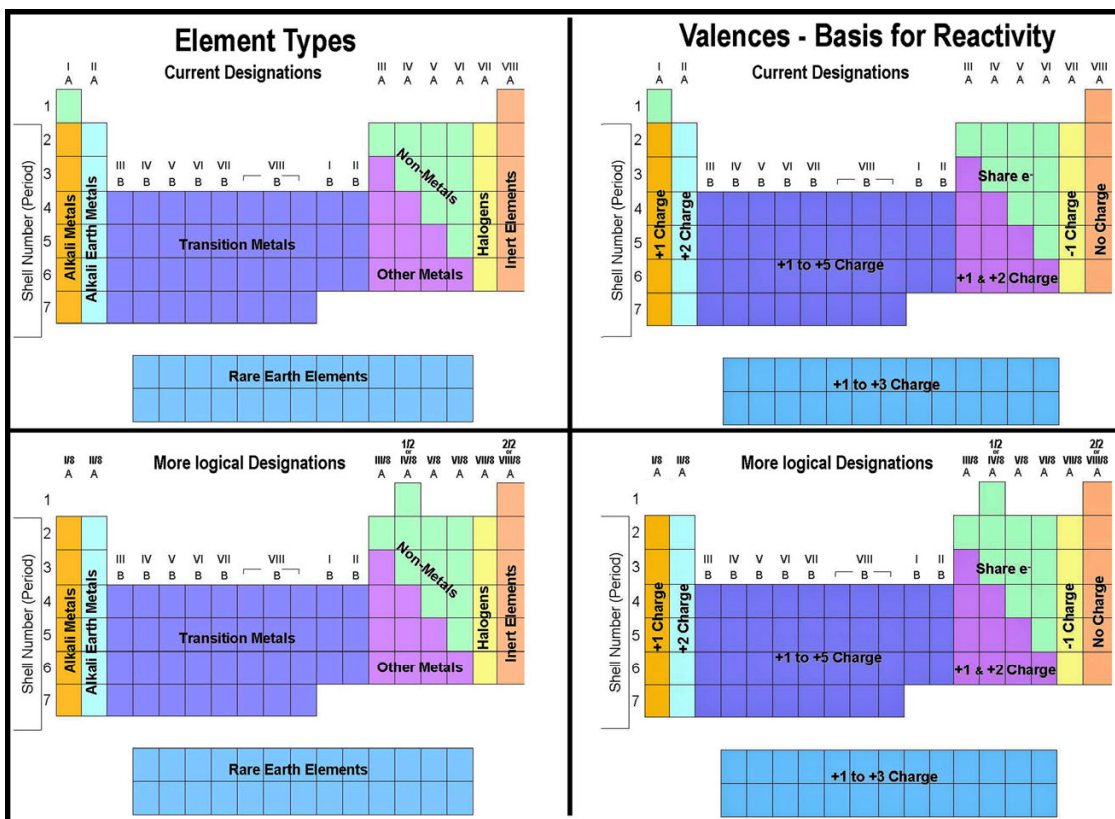 Element Types
Current Designations
I II III IV V VI VII VIII
A A A A A A A A
III IV V VI VII VIII I II
B B B B B B B B
Shell Number (Period)
1
2
3
4
5
6
7
Alkali Metals
Alkali Earth Metals
Transition Metals
Non-Metals
Other Metals
Halogens
Inert Elements
Rare Earth Elements
Valences - Basis for Reactivity
Current Designations
I II III IV V VI VII VIII
A A A A A A A A
III IV V VI VII VIII I II
B B B B B B B B
Shell Number (Period)
1
2
3
4
5
6
7
+1 Charge
+2 Charge
+1 to +5 Charge
Share e-
+1 & +2 Charge
-1 Charge
No Charge
+1 to +3 Charge
More logical Designations
1/2 2/2
or or
I/8 II/8 III/8 IV/8 V/8 VI/8 VII/8 VIII/8
A A A A A A A A
III IV V VI VII VIII I II
B B B B B B B B
Shell Number (Period)
1
2
3
4
5
6
7
Alkali Metals
Alkali Earth Metals
Transition Metals
Non-Metals
Other Metals
Halogens
Inert Elements
Rare Earth Elements
More logical Designations
1/2 2/2
or or
I/8 II/8 III/8 IV/8 V/8 VI/8 VII/8 VIII/8
A A A A A A A A
III IV V VI VII VIII I II
B B B B B B B B
Shell Number (Period)
1
2
3
4
5
6
7
+1 Charge
+2 Charge
+1 to +5 Charge
Share e-
+1 & +2 Charge
-1 Charge
No Charge
+1 to +3 Charge